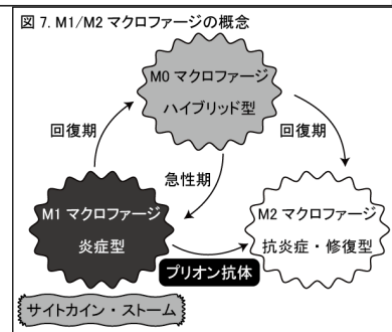 図 7. M1/M2 マクロファージの概念
M0 マクロファージ
ハイブリッド型
回復期
回復期
急性期
M1 マクロファージ
炎症型
M2 マクロファージ
抗炎症・修復型
プリオン抗体
サイトカイン・ストーム